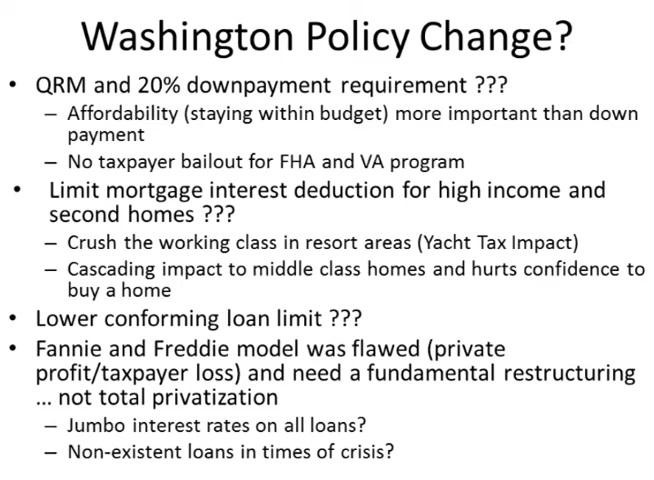 Washington Policy Change?
• QRM and 20% downpayment requirement ???
– Affordability (staying within budget) more important than down
payment
– No taxpayer bailout for FHA and VA program
• Limit mortgage interest deduction for high income and
second homes ???
– Crush the working class in resort areas (Yacht Tax Impact)
– Cascading impact to middle class homes and hurts confidence to
buy a home
• Lower conforming loan limit ???
• Fannie and Freddie model was flawed (private
profit/taxpayer loss) and need a fundamental restructuring
… not total privatization
– Jumbo interest rates on all loans?
– Non-existent loans in times of crisis?